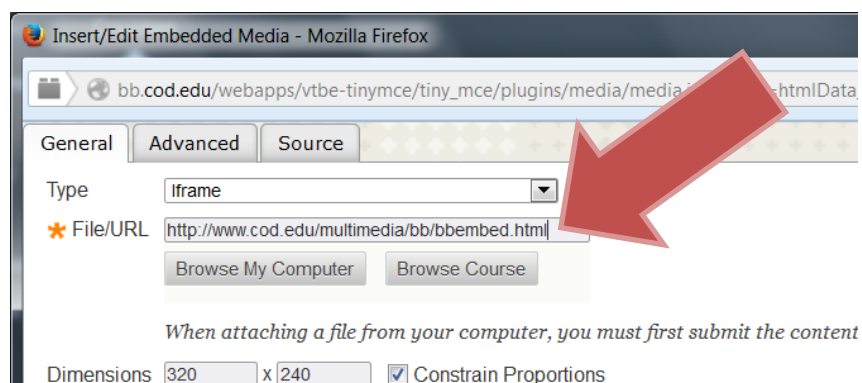 Insert/Edit Embedded Media - Mozilla Firefox
bb.cod.edu/webapps/vtbe-tinymce/tiny_mce/plugins/media/media =htmlData_
General Advanced Source
Type Iframe
File/URL http://www.cod.edu/multimedia/bb/bbembed.html
Browse My Computer Browse Course
When attaching a file from your computer, you must first submit the content
Dimensions 320 x 240 Constrain Proportions